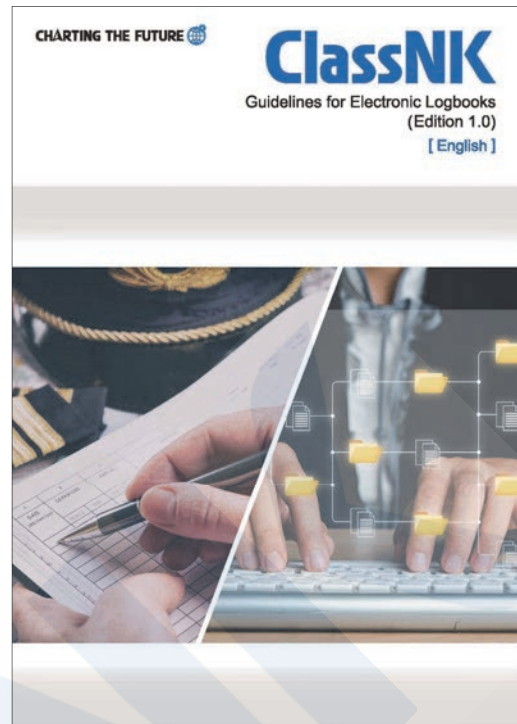 CHARTING THE FUTURE
ClassNK
Guidelines for Electronic Logbooks
(Edition 1.0)
[ English ]